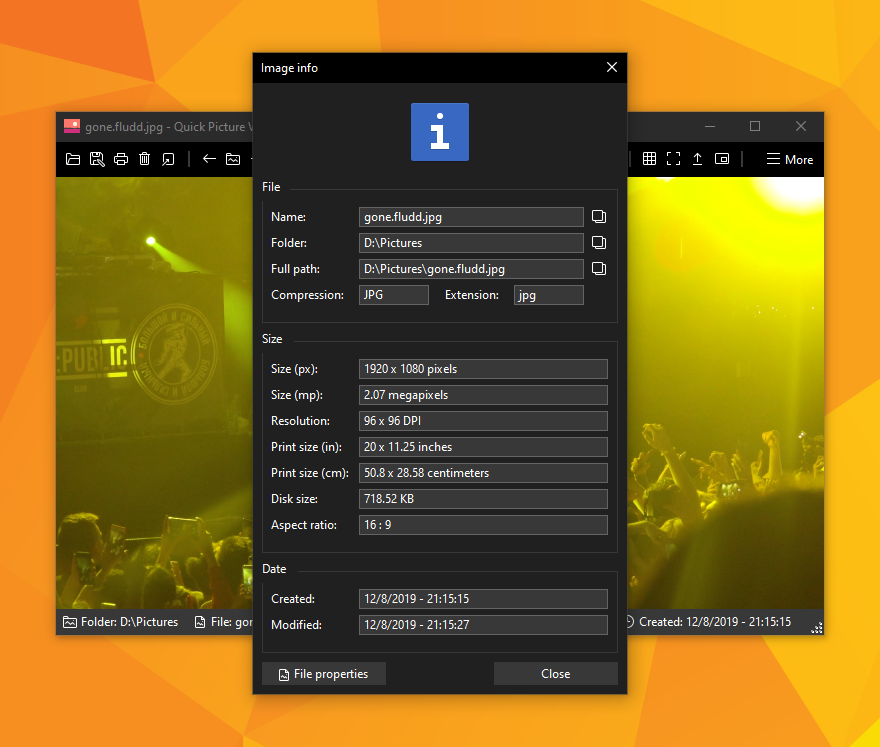 Image info
gone.fludd.jpg - Quick Picture
More
File
Name: gone.fludd.jpg
Folder: D:\Pictures
Full path: D:\Pictures\gone.fludd.jpg
Compression: JPG Extension: jpg
Size
Size (px): 1920 x 1080 pixels
Size (mp): 2.07 megapixels
Resolution: 96 x 96 DPI
Print size (in): 20 x 11.25 inches
Print size (cm): 50.8 x 28.58 centimeters
Disk size: 718.52 KB
Aspect ratio: 16 : 9
Date
Created: 12/8/2019 - 21:15:15
Modified: 12/8/2019 - 21:15:27
File properties Close
Folder: D:\Pictures File: gon Created: 12/8/2019 - 21:15:15
PUBLIC
БОЛЬШОЙ И СИЛЬНЫЙ